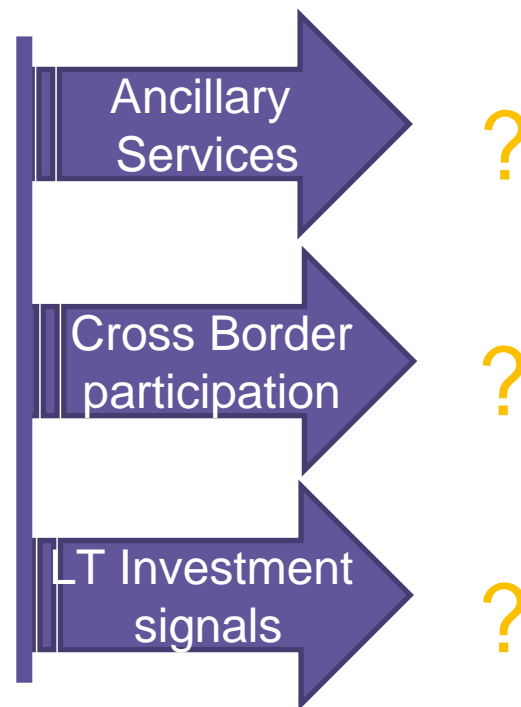 Ancillary
Services
?
Cross Border
participation
?
LT Investment
signals
?